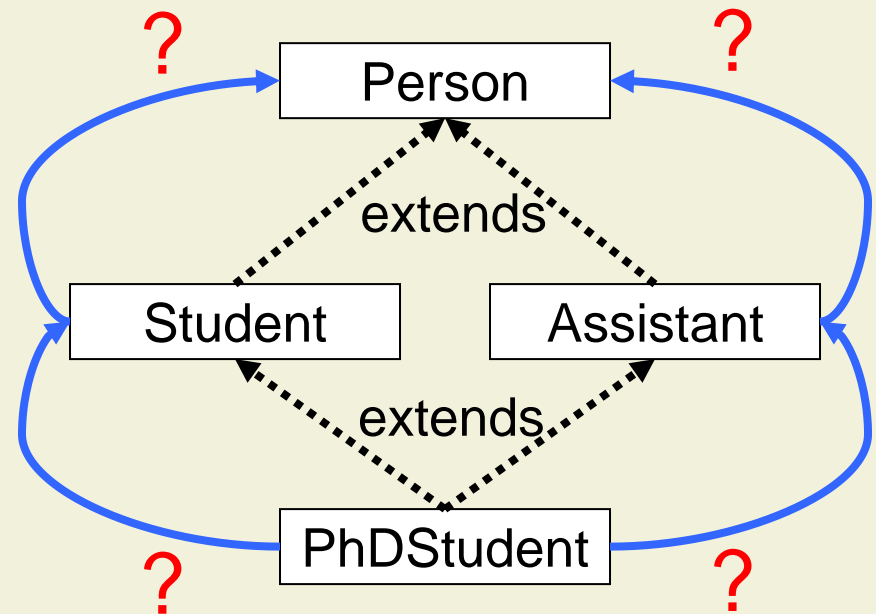 ? ?
Person
extends
Student Assistant
extends
PhDStudent
? ?